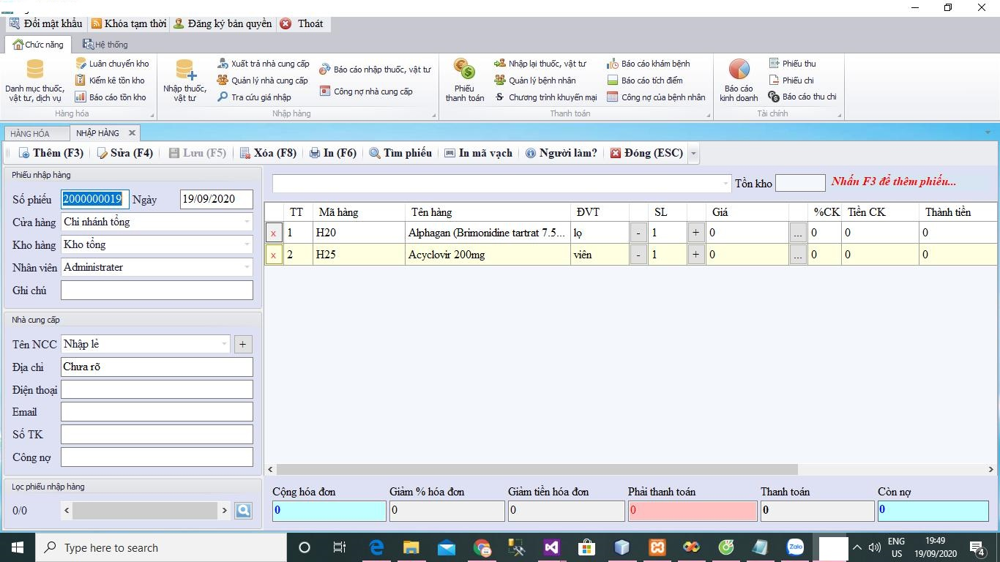 Đổi mật khẩu Khóa tạm thời Đăng ký bản quyền Thoát
Chức năng Hệ thống
Danh mục thuốc, vật tư, dịch vụ
Luân chuyển kho
Kiểm kê tồn kho
Báo cáo tồn kho
Hàng hóa
Nhập thuốc, vật tư
Xuất trả nhà cung cấp
Quản lý nhà cung cấp
Tra cứu giá nhập
Báo cáo nhập thuốc, vật tư
Công nợ nhà cung cấp
Nhập hàng
Phiếu thanh toán
Nhập lại thuốc, vật tư
Quản lý bệnh nhân
Chương trình khuyến mại
Báo cáo khám bệnh
Báo cáo tích điểm
Công nợ của bệnh nhân
Thanh toán
Báo cáo kinh doanh
Phiếu thu
Phiếu chi
Báo cáo thu chi
Tài chính
HÀNG HÓA NHẬP HÀNG
Thêm (F3) Sửa (F4) Lưu (F5) Xóa (F8) In (F6) Tìm phiếu In mã vạch Người làm? Đóng (ESC)
Phiếu nhập hàng
Số phiếu 2000000019 Ngày 19/09/2020
Cửa hàng Chi nhánh tổng
Kho hàng Kho tổng
Nhân viên Administrater
Ghi chú
Nhà cung cấp
Tên NCC Nhập lẻ +
Địa chỉ Chưa rõ
Điện thoại
Email
Số TK
Công nợ
Lọc phiếu nhập hàng
0/0
Tồn kho Nhấn F3 để thêm phiếu...
TT Mã hàng Tên hàng ĐVT SL Giá %CK Tiền CK Thành tiền
x 1 H20 Alphagan (Brimonidine tartrat 7.5... lọ - 1 + 0 ... 0 0 0
x 2 H25 Acyclovir 200mg viên - 1 + 0 ... 0 0 0
Cộng hóa đơn Giảm % hóa đơn Giảm tiền hóa đơn Phải thanh toán Thanh toán Còn nợ
0 0 0 0 0 0
Type here to search
Zalo
ENG
US
19:49
19/09/2020
4